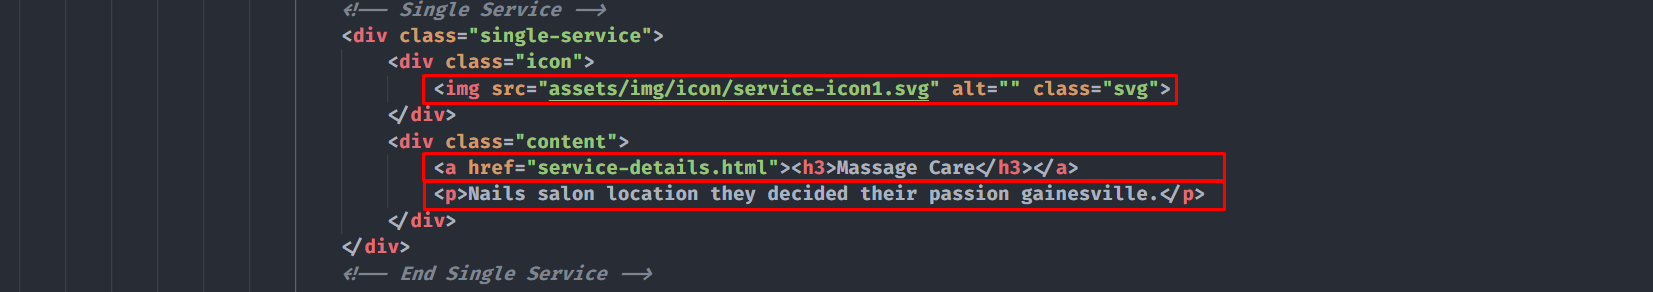 <!-- Single Service -->
<div class="single-service">
<div class="icon">
<img src="assets/img/icon/service-icon1.svg" alt="" class="svg">
</div>
<div class="content">
<a href="service-details.html"><h3>Massage Care</h3></a>
<p>Nails salon location they decided their passion gainesville.</p>
</div>
</div>
<!-- End Single Service -->